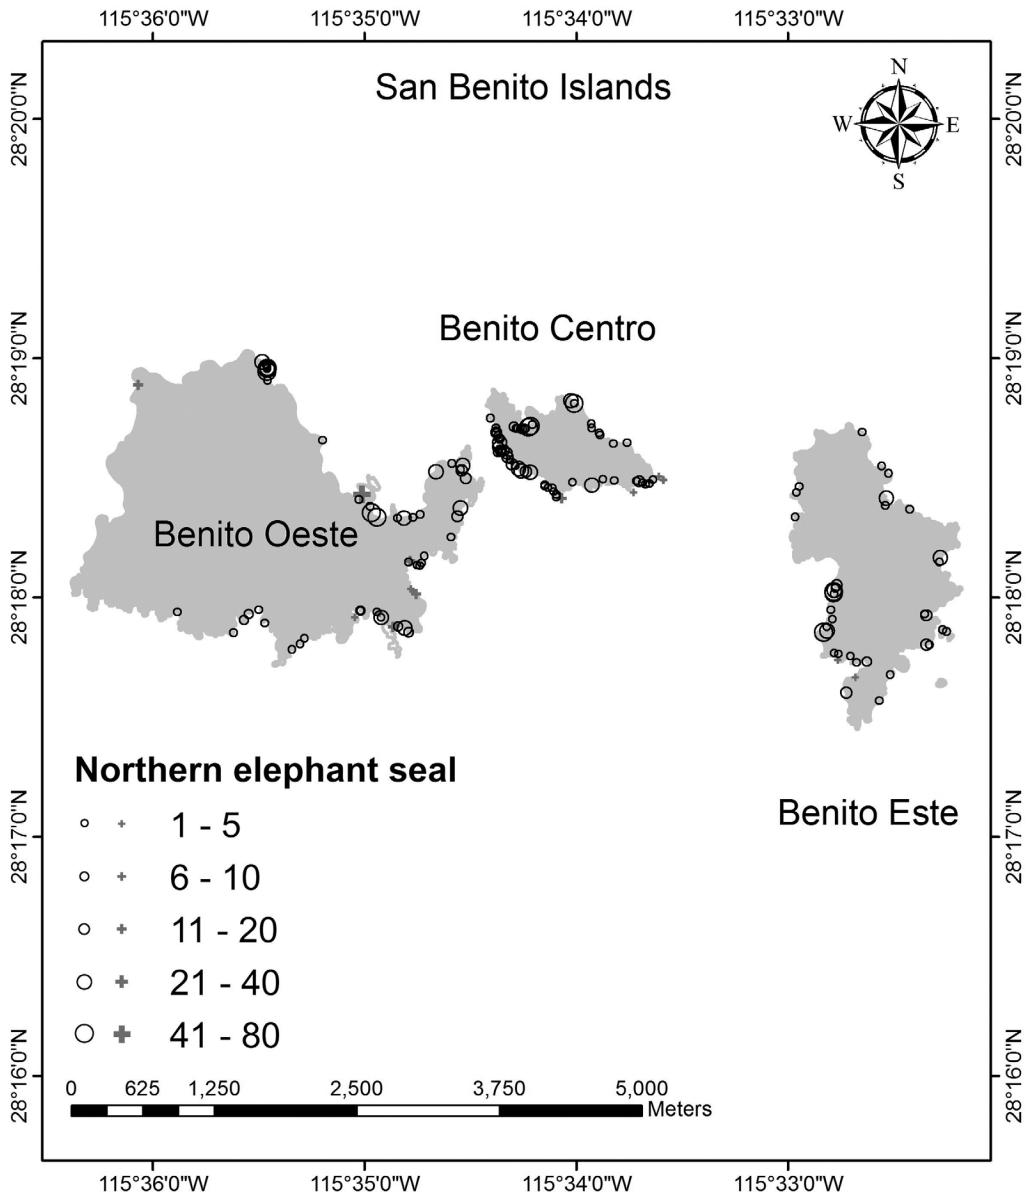 115°36'0"W 115°35'0"W 115°34'0"W 115°33'0"W
San Benito Islands
N
W E
S
28°20'0"N 28°20'0"N
Benito Centro
28°19'0"N 28°19'0"N
Benito Oeste
28°18'0"N 28°18'0"N
Northern elephant seal
Benito Este
1 - 5
28°17'0"N 28°17'0"N
6 - 10
11 - 20
21 - 40
41 - 80
28°16'0"N 28°16'0"N
0 625 1,250 2,500 3,750 5,000
Meters
115°36'0"W 115°35'0"W 115°34'0"W 115°33'0"W